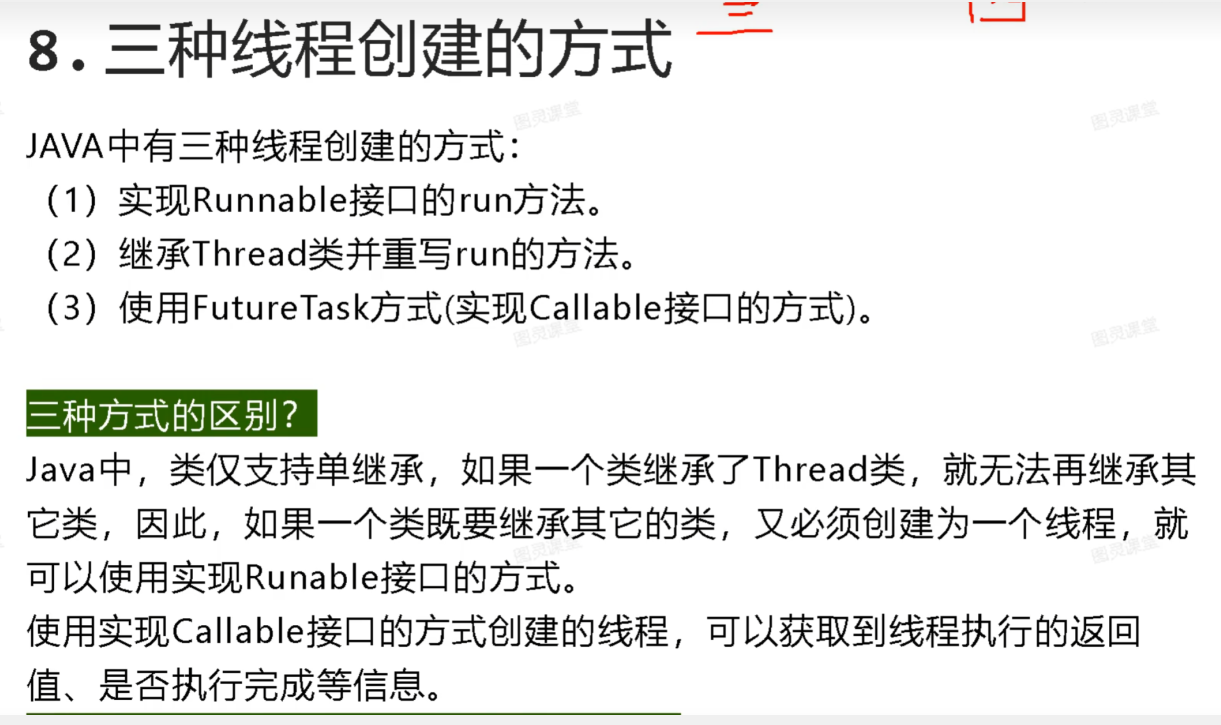 8. 三种线程创建的方式
三
四
图灵课堂
图灵课堂
JAVA中有三种线程创建的方式：
（1）实现Runnable接口的run方法。
（2）继承Thread类并重写run的方法。
（3）使用FutureTask方式(实现Callable接口的方式)。
图灵课堂
图灵课堂
三种方式的区别？
Java中，类仅支持单继承，如果一个类继承了Thread类，就无法再继承其
它类，因此，如果一个类既要继承其它的类，又必须创建为一个线程，就
图灵课堂
图灵课堂
可以使用实现Runable接口的方式。
使用实现Callable接口的方式创建的线程，可以获取到线程执行的返回
值、是否执行完成等信息。